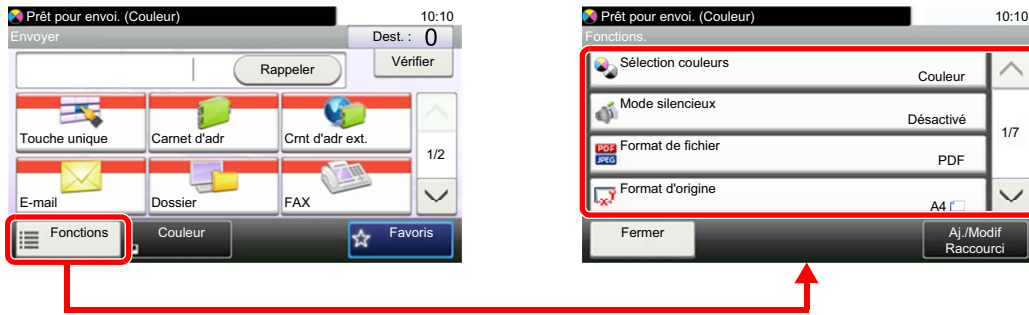 Prêt pour envoi. (Couleur) 10:10
Envoyer Dest. : 0
Rappeler Vérifier
Touche unique Carnet d'adr Crnt d'adr ext.
1/2
E-mail Dossier FAX
Fonctions Couleur Favoris
Prêt pour envoi. (Couleur) 10:10
Fonctions.
Sélection couleurs
Couleur
Mode silencieux
Désactivé
1/7
PDF JPEG Format de fichier
PDF
Format d'origine
A4
Fermer Aj./Modif
Raccourci